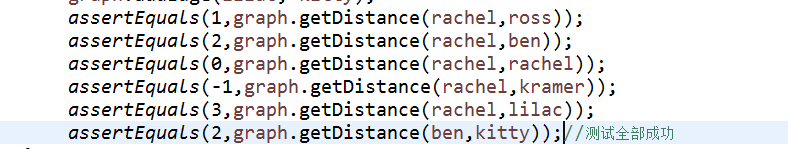 assertEquals(1,graph.getDistance(rachel,ross));
assertEquals(2,graph.getDistance(rachel,ben));
assertEquals(0,graph.getDistance(rachel,rachel));
assertEquals(-1,graph.getDistance(rachel,kramer));
assertEquals(3,graph.getDistance(rachel,lilac));
assertEquals(2,graph.getDistance(ben,kitty));//测试全部成功